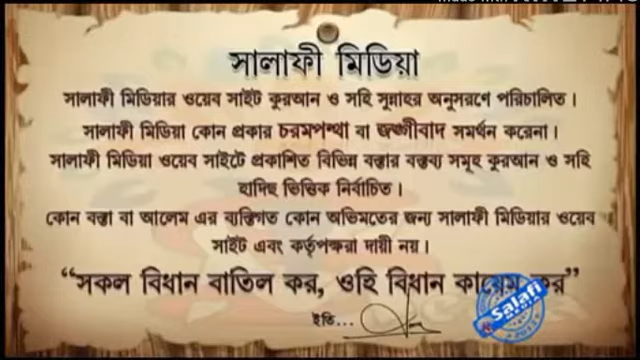 সালাফী মিডিয়া
সালাফী মিডিয়ার ওয়েব সাইট কুরআন ও সহি সুন্নাহর অনুসরণে পরিচালিত ।
সালাফী মিডিয়া কোন প্রকার চরমপন্থা বা জঙ্গীবাদ সমর্থন করেনা ।
সালাফী মিডিয়া ওয়েব সাইটে প্রকাশিত বিভিন্ন বক্তার বক্তব্য সমূহ কুরআন ও সহি
হাদিছ ভিত্তিক নির্বাচিত ।
কোন বক্তা বা আলেম এর ব্যক্তিগত কোন অভিমতের জন্য সালাফী মিডিয়ার ওয়েব
সাইট এবং কর্তৃপক্ষরা দায়ী নয় ।
“সকল বিধান বাতিল কর, ওহি বিধান কায়েম কর”
ইতি...
Salafi
MEDIA